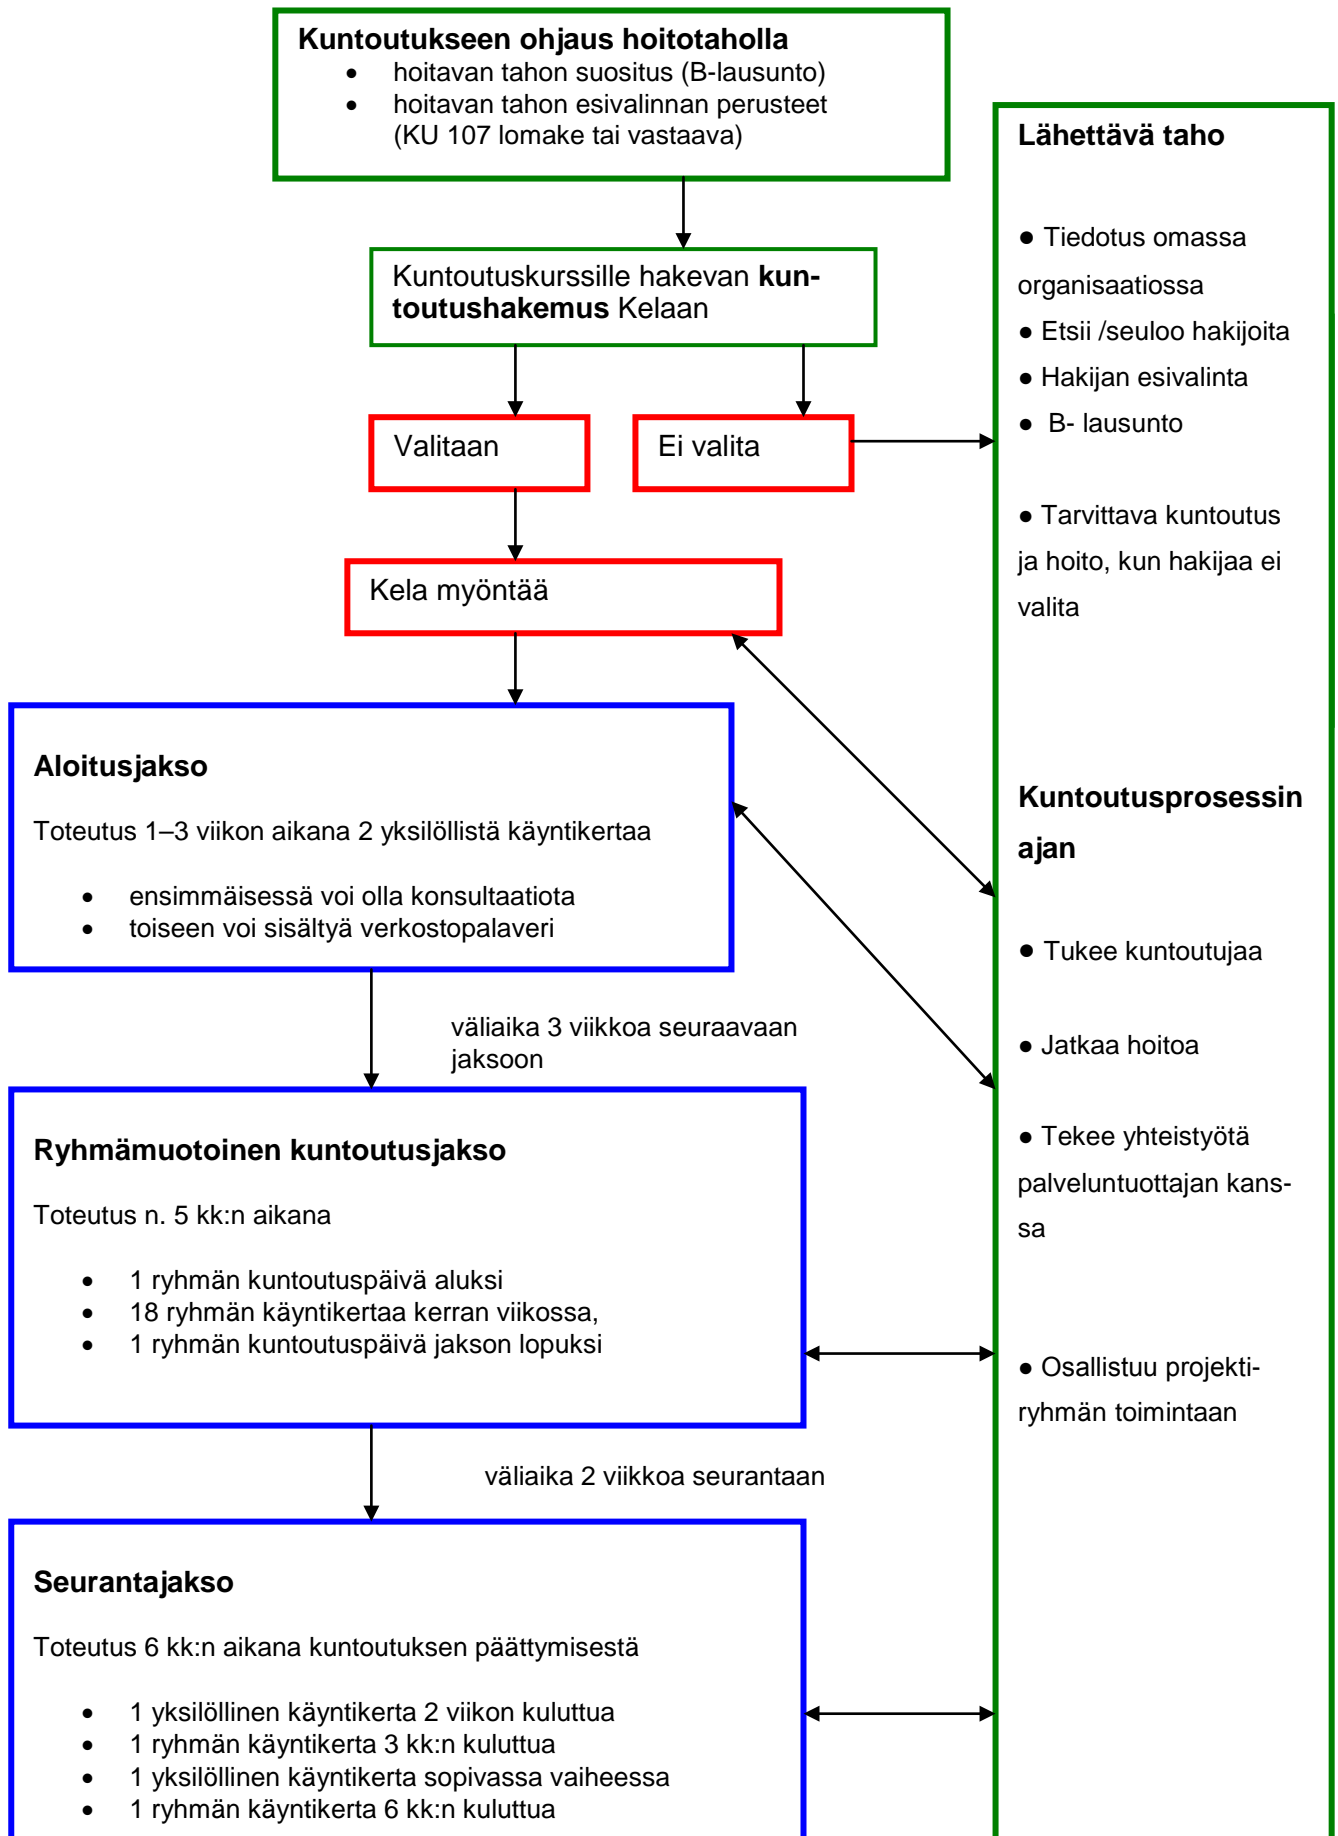 Kuntoutukseen ohjaus hoitotaholla
• hoitavan tahon suositus (B-lausunto)
• hoitavan tahon esivalinnan perusteet
(KU 107 lomake tai vastaava)
Kuntoutuskurssille hakevan kun-
toutushakemus Kelaan
Valitaan
Ei valita
Kela myöntää
Aloitusjakso
Toteutus 1–3 viikon aikana 2 yksilöllistä käyntikertaa
• ensimmäisessä voi olla konsultaatiota
• toiseen voi sisältyä verkostopalaveri
väliaika 3 viikkoa seuraavaan
jaksoon
Ryhmämuotoinen kuntoutusjakso
Toteutus n. 5 kk:n aikana
• 1 ryhmän kuntoutuspäivä aluksi
• 18 ryhmän käyntikertaa kerran viikossa,
• 1 ryhmän kuntoutuspäivä jakson lopuksi
väliaika 2 viikkoa seurantaan
Seurantajakso
Toteutus 6 kk:n aikana kuntoutuksen päättymisestä
• 1 yksilöllinen käyntikerta 2 viikon kuluttua
• 1 ryhmän käyntikerta 3 kk:n kuluttua
• 1 yksilöllinen käyntikerta sopivassa vaiheessa
• 1 ryhmän käyntikerta 6 kk:n kuluttua
Lähettävä taho
● Tiedotus omassa
organisaatiossa
● Etsii /seuloo hakijoita
● Hakijan esivalinta
● B- lausunto
● Tarvittava kuntoutus
ja hoito, kun hakijaa ei
valita
Kuntoutusprosessin
ajan
● Tukee kuntoutujaa
● Jatkaa hoitoa
● Tekee yhteistyötä
palveluntuottajan kans-
sa
● Osallistuu projekti-
ryhmän toimintaan